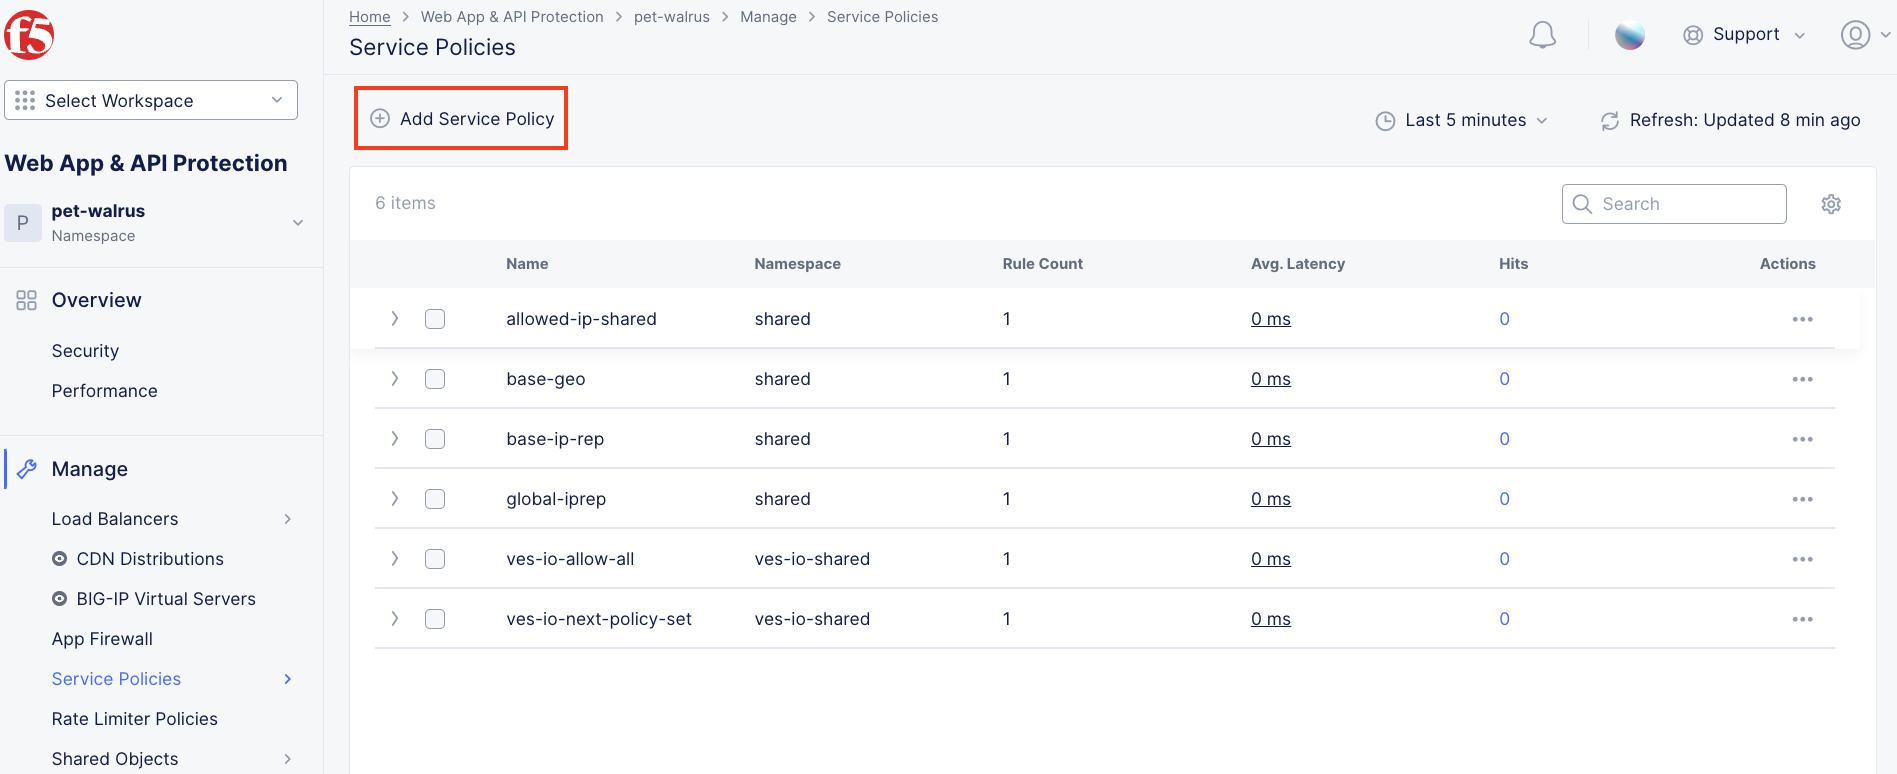 f5
Home > Web App & API Protection > pet-walrus > Manage > Service Policies
Service Policies
Support
Select Workspace
Add Service Policy
Last 5 minutes
Refresh: Updated 8 min ago
Web App & API Protection
P
pet-walrus
Namespace
Overview
Security
Performance
Manage
Load Balancers
CDN Distributions
BIG-IP Virtual Servers
App Firewall
Service Policies
Rate Limiter Policies
Shared Objects
6 items
Search
Name Namespace Rule Count Avg. Latency Hits Actions
allowed-ip-shared shared 1 0 ms 0
base-geo shared 1 0 ms 0
base-ip-rep shared 1 0 ms 0
global-iprep shared 1 0 ms 0
ves-io-allow-all ves-io-shared 1 0 ms 0
ves-io-next-policy-set ves-io-shared 1 0 ms 0